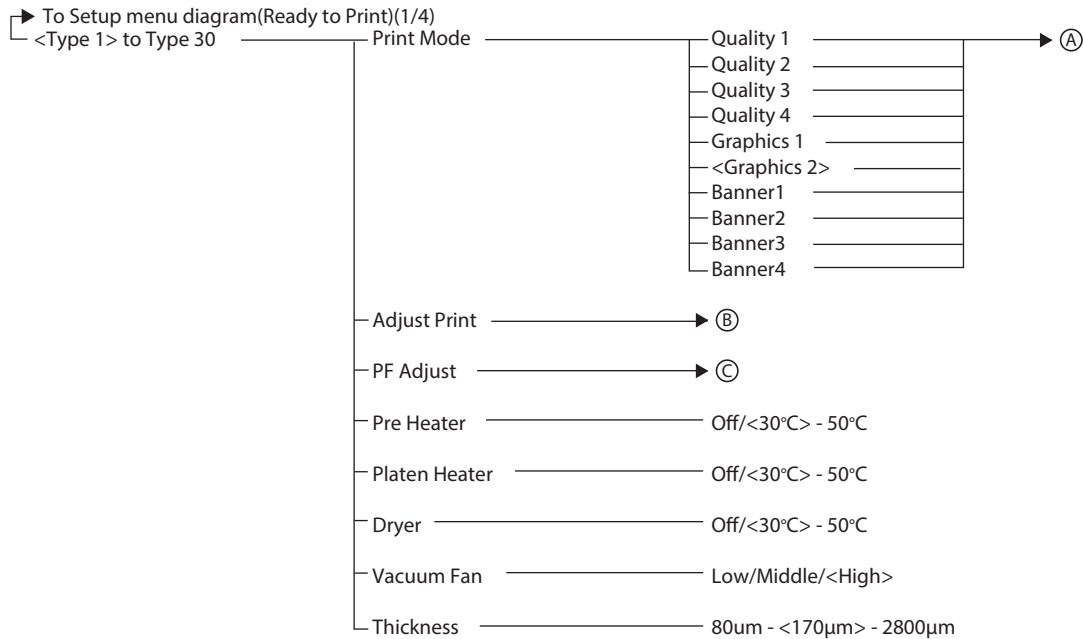 To Setup menu diagram(Ready to Print)(1/4)
<Type 1> to Type 30 Print Mode Quality 1 A
Quality 2
Quality 3
Quality 4
Graphics 1
<Graphics 2>
Banner1
Banner2
Banner3
Banner4
Adjust Print B
PF Adjust C
Pre Heater Off/<30°C> - 50°C
Platen Heater Off/<30°C> - 50°C
Dryer Off/<30°C> - 50°C
Vacuum Fan Low/Middle/<High>
Thickness 80um - <170µm> - 2800µm